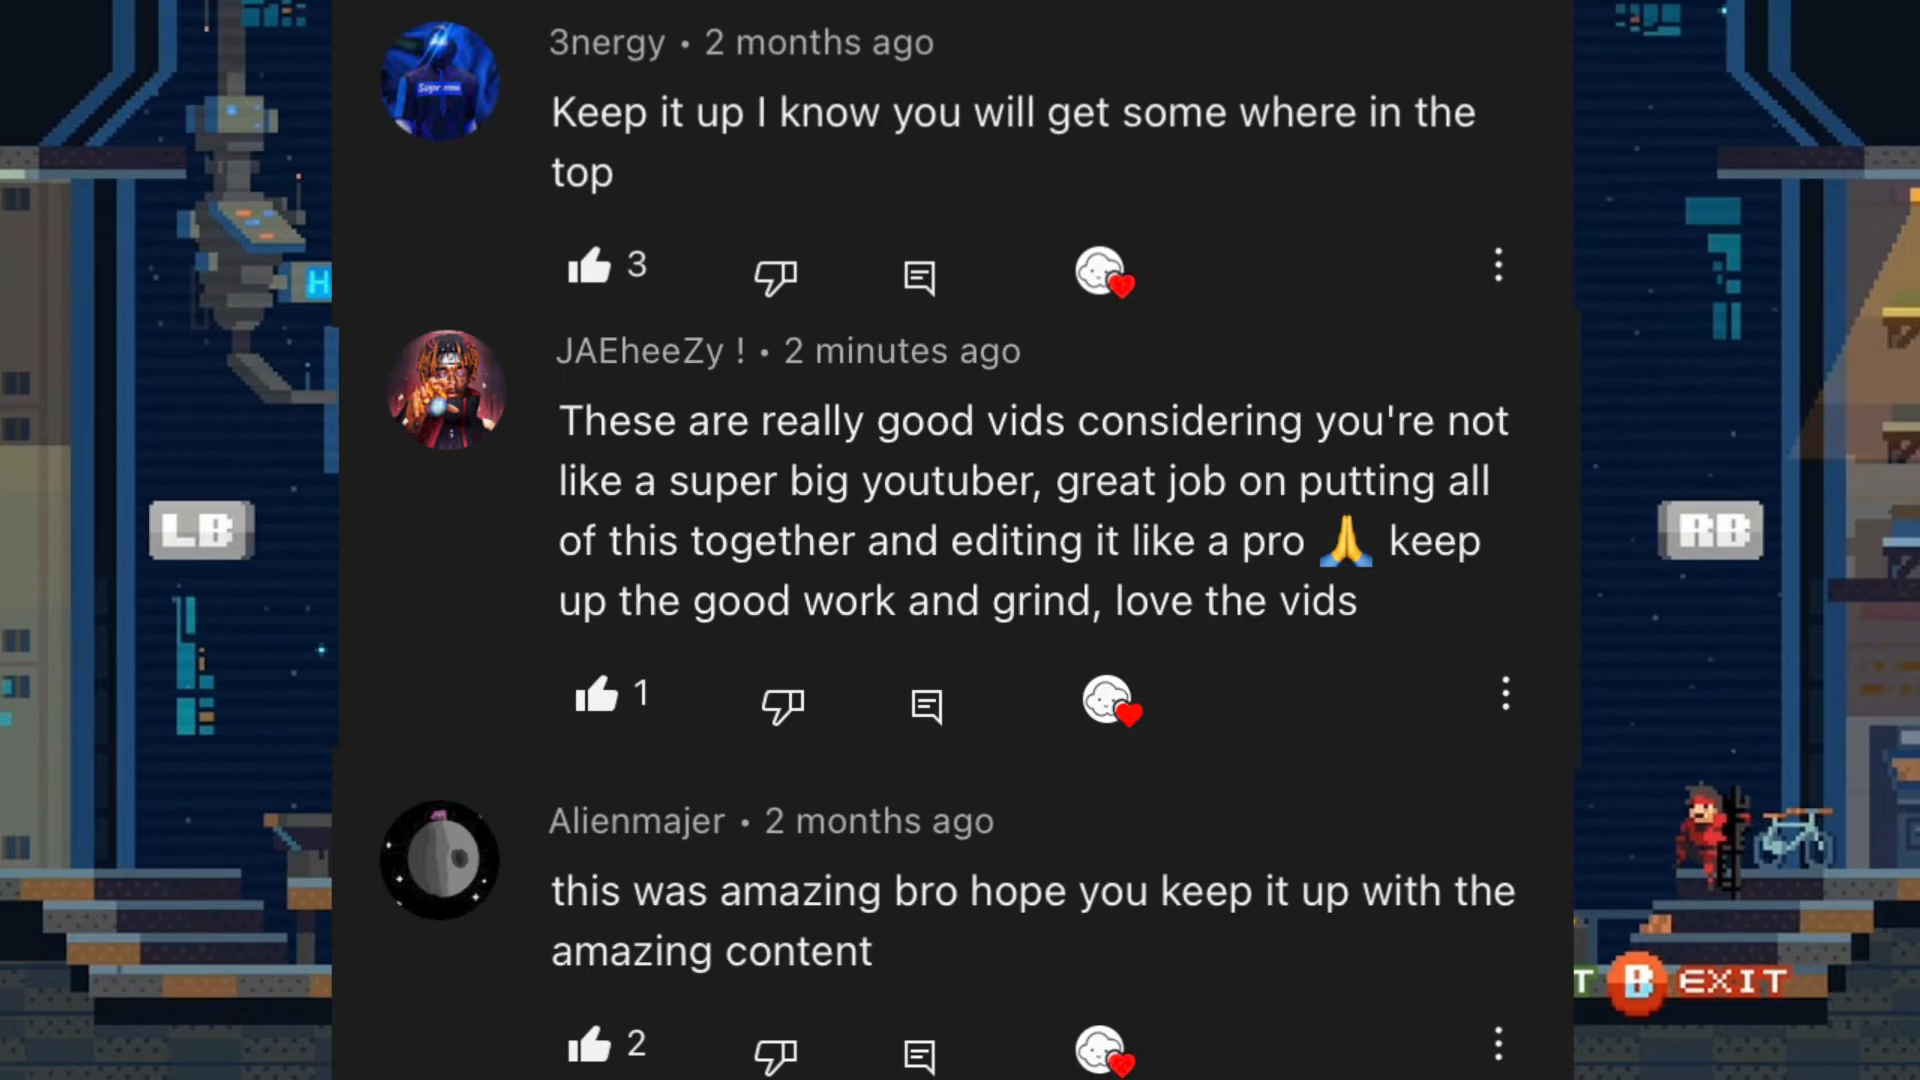 3nergy • 2 months ago
Keep it up I know you will get some where in the
top
3
H
JAEheeZy ! • 2 minutes ago
These are really good vids considering you're not
like a super big youtuber, great job on putting all
LB
RB
of this together and editing it like a pro 🙏 keep
up the good work and grind, love the vids
1
Alienmajer • 2 months ago
this was amazing bro hope you keep it up with the
amazing content
T B EXIT
2